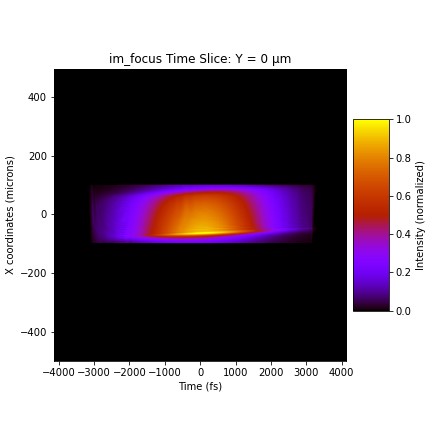 im_focus Time Slice: Y = 0 μm
X coordinates (microns)
400
200
0
−200
−400
−4000 −3000 −2000 −1000 0 1000 2000 3000 4000
Time (fs)
1.0
0.8
0.6
0.4
0.2
0.0
Intensity (normalized)